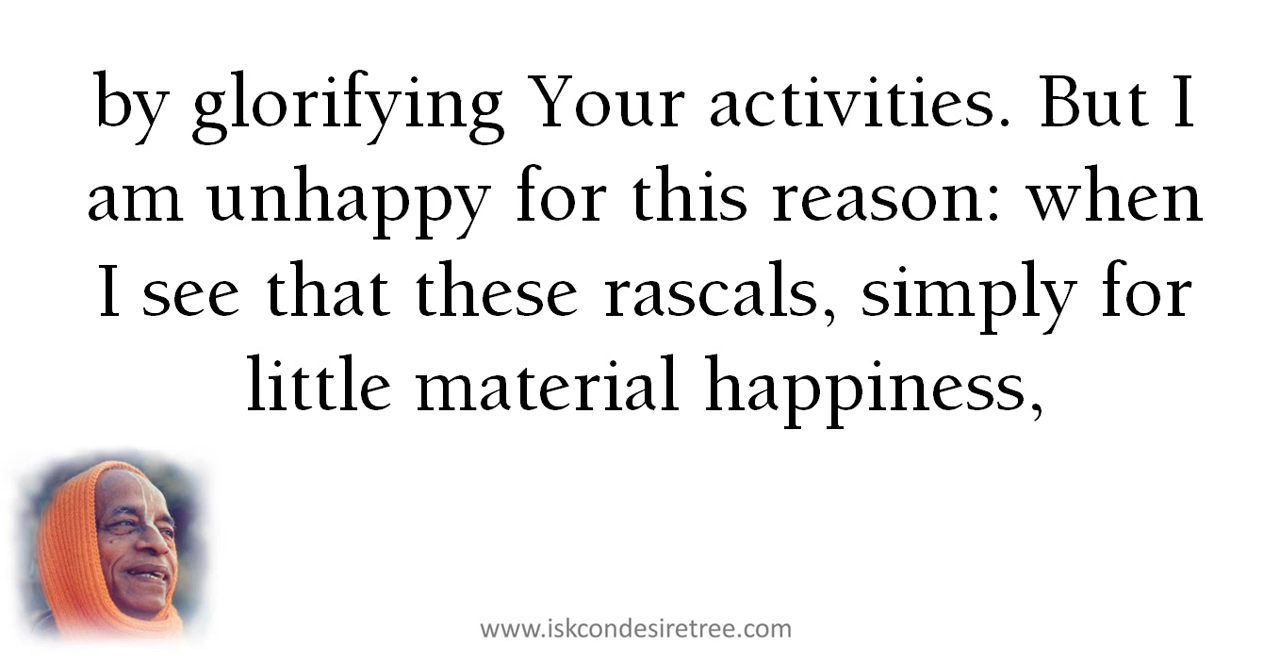 by glorifying Your activities. But I
am unhappy for this reason: when
I see that these rascals, simply for
little material happiness,
www.iskcondesiretree.com